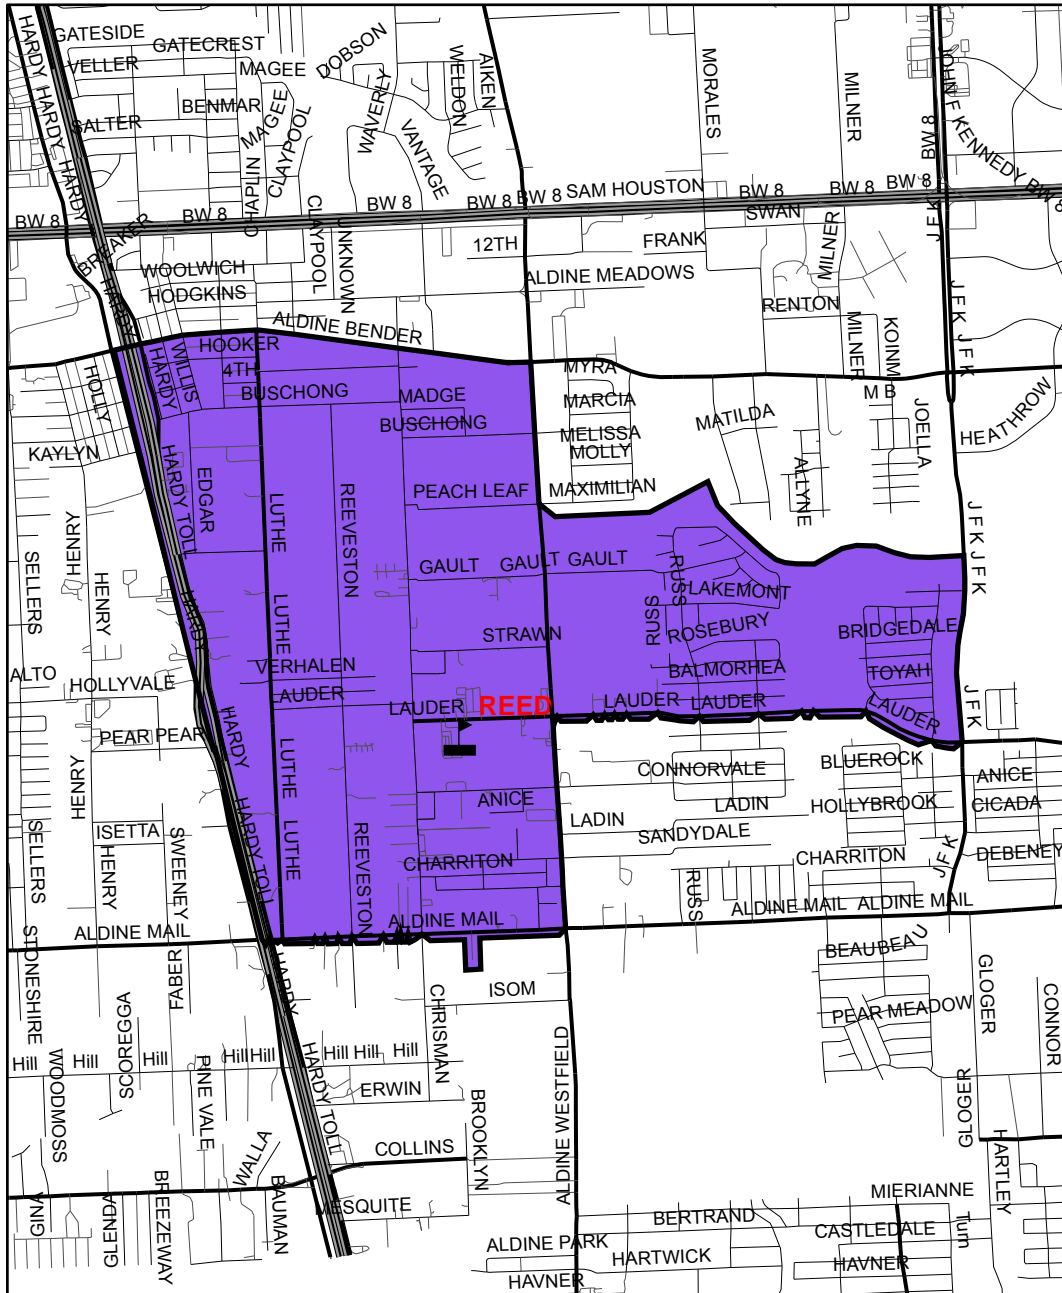 HARDY
HARDY
HARDY
GATESIDE
GATECREST
VELLER
MAGEE
DOBSON
WELDON
AIKEN
MORALES
MILNER
JOHN F KENNEDY
BENMAR
MAGEE
CLAYPOOL
WAVERLY
VANTAGE
SALTER
CHAPLIN
BW 8
BW 8
BW 8
BW 8
BW 8
BW 8
SAM HOUSTON
BW 8
BW 8
BW 8
BW 8
J F K
BREAKER
CLAYPOOL
UNKNOWN
12TH
SWAN
FRANK
MILNER
WOOLWICH
HODGKINS
ALDINE MEADOWS
RENTON
HARDY
ALDINE BENDER
MILNER
KOINM
J F K
J F K
HOOKER
WILLIS
HARDY
4TH
HOLLY
BUSCHONG
MADGE
BUSCHONG
MYRA
MARCIA
MELISSA
MOLLY
MATILDA
M B
JOELLA
HEATHROW
KAYLYN
HARDY TOLL
EDGAR
LUTHE
REEVESTON
PEACH LEAF
MAXIMILIAN
ALLYNE
J F K
J F K
SELLERS
HENRY
HENRY
HARDY
LUTHE
GAULT
GAULT
GAULT
RUSS
RUSS
LAKEMONT
STRAWN
ROSEBURY
BRIDGEDALE
ALTO
HOLLYVALE
VERHALEN
LAUDER
BALMORHEA
TOYAH
LAUDER
REED
LAUDER
LAUDER
LAUDER
J F K
PEAR
PEAR
HARDY
LUTHE
HENRY
CONNORVALE
BLUEROCK
ANICE
ANICE
LADIN
LADIN
HOLLYBROOK
CICADA
SELLERS
ISETTA
HENRY
SWEENEY
HARDY TOLL
LUTHE
REEVESTON
SANDYDALE
CHARRITON
CHARRITON
J F K
DEBENEY
RUSS
ALDINE MAIL
ALDINE MAIL
ALDINE MAIL
ALDINE MAIL
STONESHIRE
FABER
HARDY
BEAUBEAU
GLOGER
CONNOR
SCOREGGA
CHRISMAN
ISOM
PEAR MEADOW
Hill
Hill
Hill
Hill
Hill
Hill
Hill
Hill
WOODMOSS
PINE VALE
HARDY TOLL
ERWIN
BROOKLYN
ALDINE WESTFIELD
GLOGER
WALLA
COLLINS
HARTLEY
GINA
GLENDA
BREEZEWAY
BAUMAN
MESQUITE
MIERIANNE
BERTRAND
CASTLEDALE
Tum
ALDINE PARK
HARTWICK
HAVNER
HAVNER